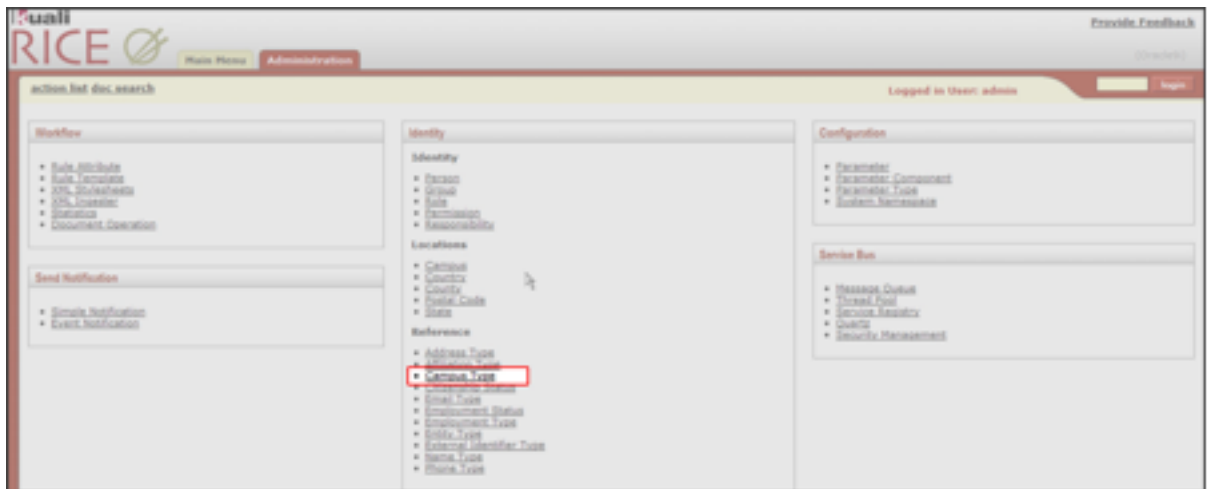 Kuali
RICE
Provide Feedback
Main Menu
Administration
action list doc search
Logged in User: admin
login
Workflow
Rule Attribute
Rule Template
XML Stylesheets
XML Ingester
Statistics
Document Operation
Send Notification
Simple Notification
Event Notification
Identity
Identity
Person
Group
Role
Permission
Responsibility
Locations
Campus
Country
County
Postal Code
State
Reference
Address Type
Affiliation Type
Campus Type
Citizenship Status
Email Type
Employment Status
Employment Type
Entity Type
External Identifier Type
Name Type
Phone Type
Configuration
Parameter
Parameter Component
Parameter Type
System Namespace
Service Bus
Message Queue
Thread Pool
Service Registry
Quartz
Security Management